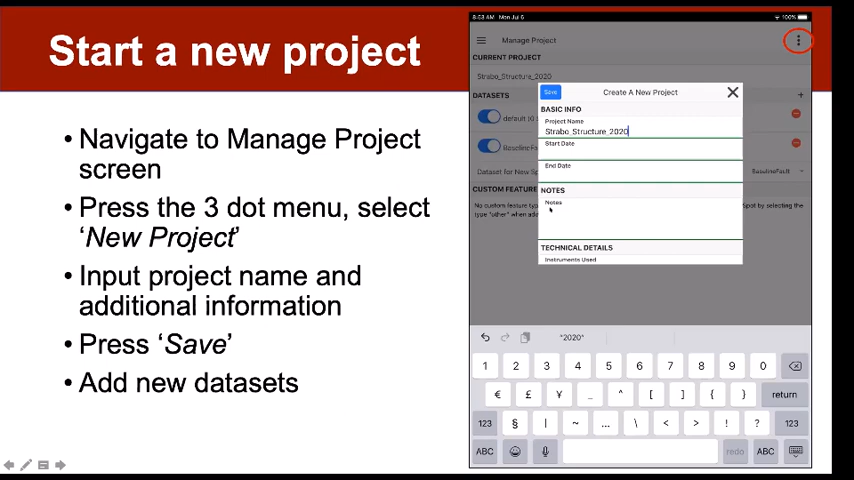 Start a new project
• Navigate to Manage Project
screen
• Press the 3 dot menu, select
‘New Project’
• Input project name and
additional information
• Press ‘Save’
• Add new datasets
8:53 AM Mon Jul 6
100%
Manage Project
CURRENT PROJECT
Strabo_Structure_2020
DATASETS
+
default (0
BaselineFa
Dataset for New Sp
BaselineFault
CUSTOM FEATURE
No custom feature typ
Spot by selecting the
type "other" when add
Save
Create A New Project
BASIC INFO
Project Name
Strabo_Structure_2020
Start Date
End Date
NOTES
Notes
TECHNICAL DETAILS
Instruments Used
"2020"
1 2 3 4 5 6 7 8 9 0
€ £ ¥ _ ^ [ ] { } return
123 § | ~ ... \ < > ! ? 123
ABC redo ABC